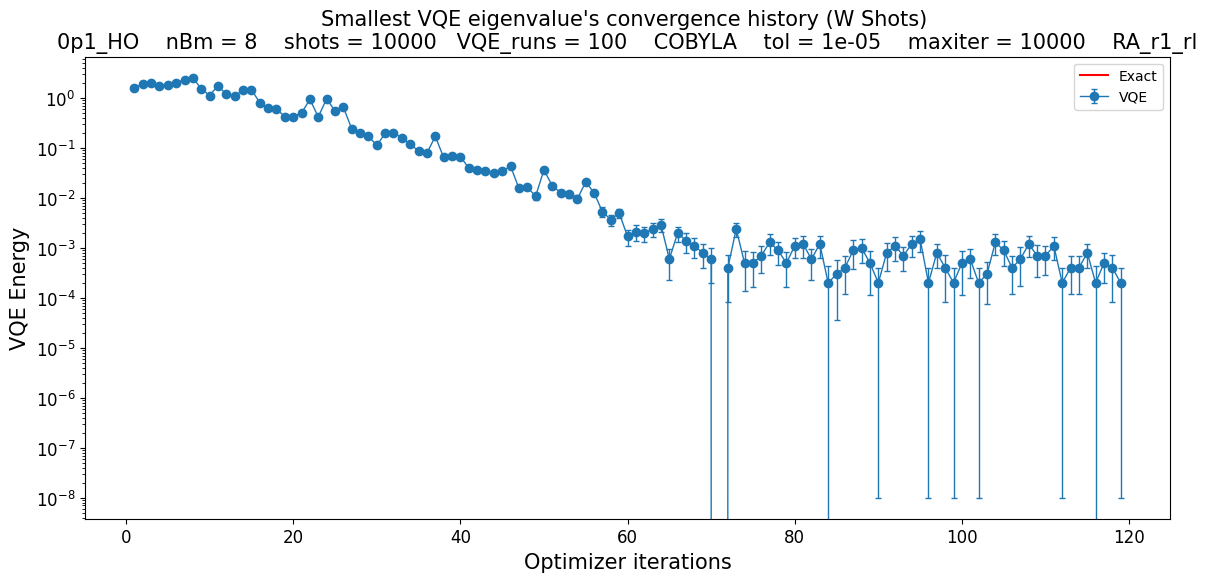 Smallest VQE eigenvalue's convergence history (W Shots)
0p1_HO nBm = 8 shots = 10000 VQE_runs = 100 COBYLA tol = 1e-05 maxiter = 10000 RA_r1_rl
Exact
VQE
VQE Energy
10^0
10^-1
10^-2
10^-3
10^-4
10^-5
10^-6
10^-7
10^-8
0 20 40 60 80 100 120
Optimizer iterations